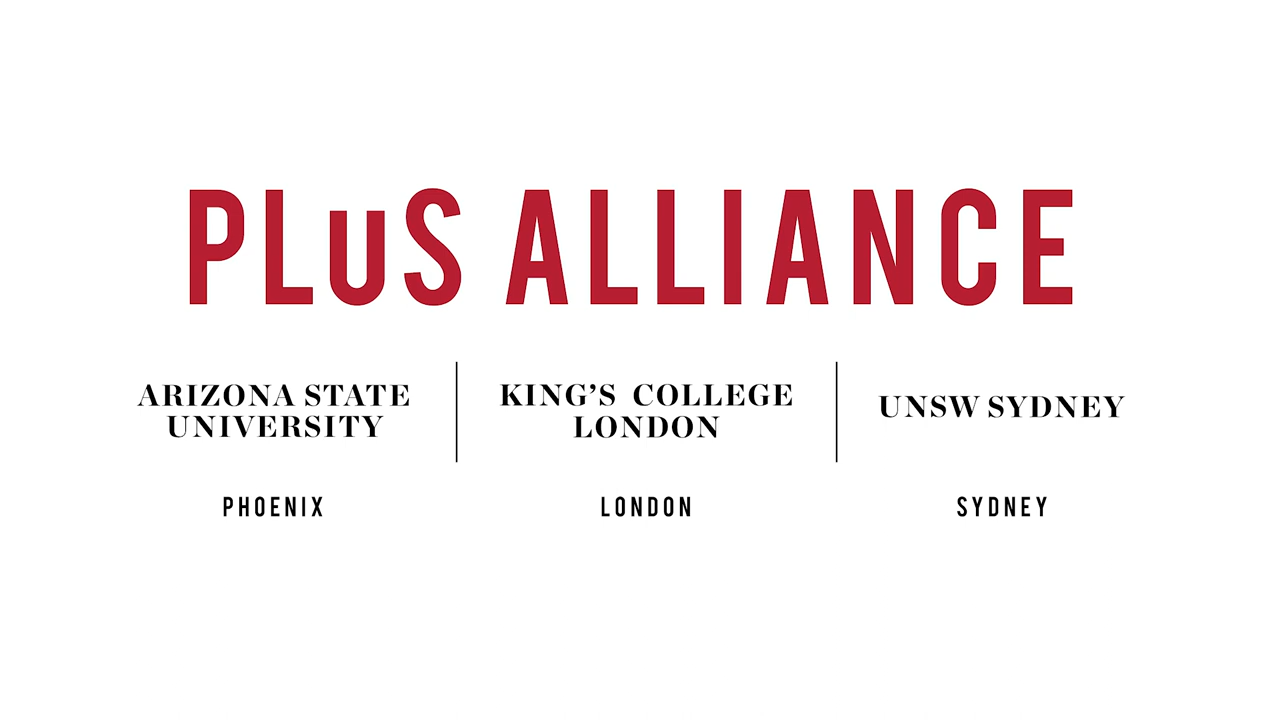 PLuS ALLIANCE
ARIZONA STATE
UNIVERSITY
KING’S COLLEGE
LONDON
UNSW SYDNEY
PHOENIX
LONDON
SYDNEY